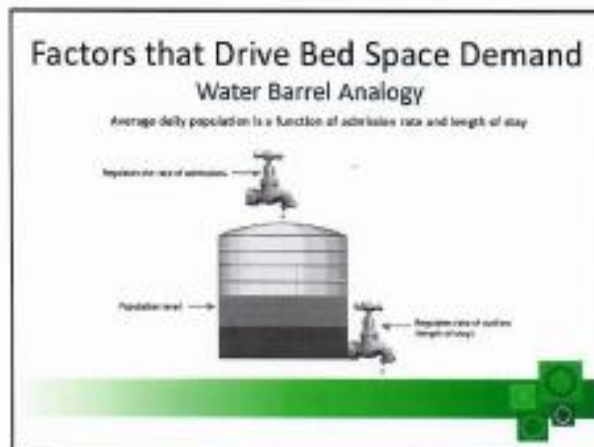 Factors that Drive Bed Space Demand
Water Barrel Analogy
Average daily population is a function of admission rate and length of stay
Regulates the rate of admissions
Population level
Regulates rate of outflow
(length of stay)